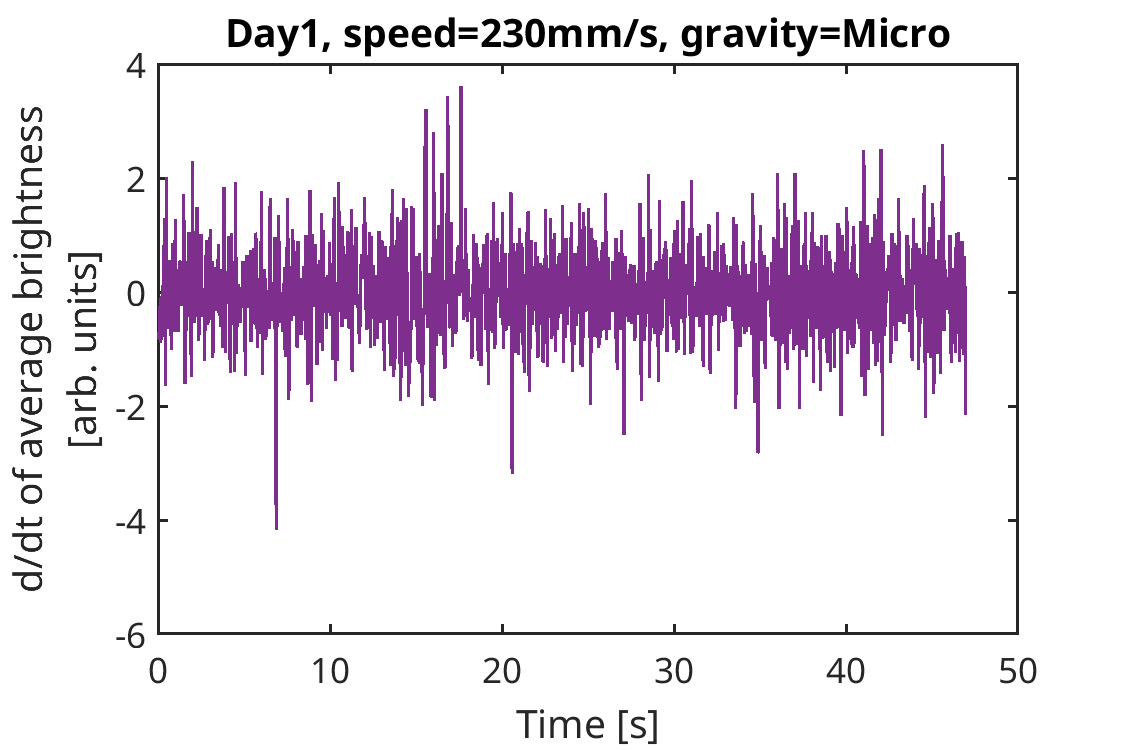 Day1, speed=230mm/s, gravity=Micro
d/dt of average brightness
[arb. units]
4
2
0
-2
-4
-6
0 10 20 30 40 50
Time [s]